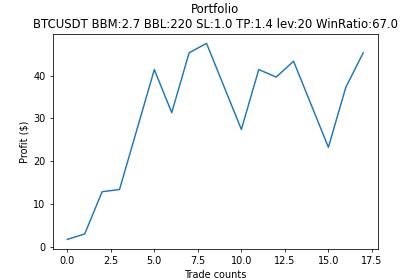 Portfolio
BTCUSDT BBM:2.7 BBL:220 SL:1.0 TP:1.4 lev:20 WinRatio:67.0
40
30
20
10
0
Profit ($)
0.0 2.5 5.0 7.5 10.0 12.5 15.0 17.5
Trade counts